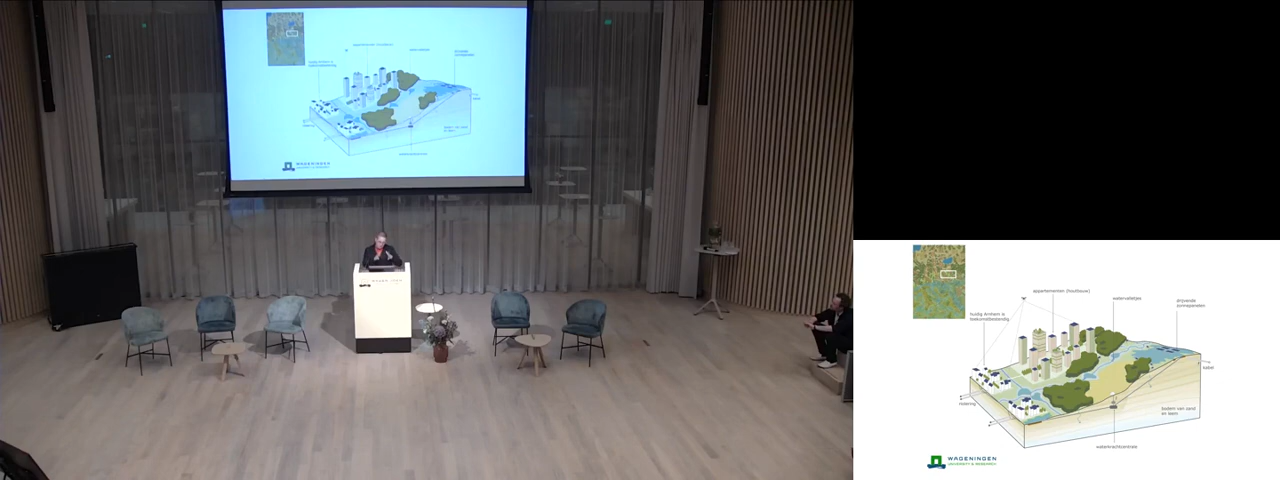 appartementen (houtbouw)
watervalletjes
drijvende
zonnepanelen
huidig Arnhem is
toekomstbestendig
kabel
riolering
bodem van zand
en leem
waterkrachtcentrale
WAGENINGEN
UNIVERSITY & RESEARCH